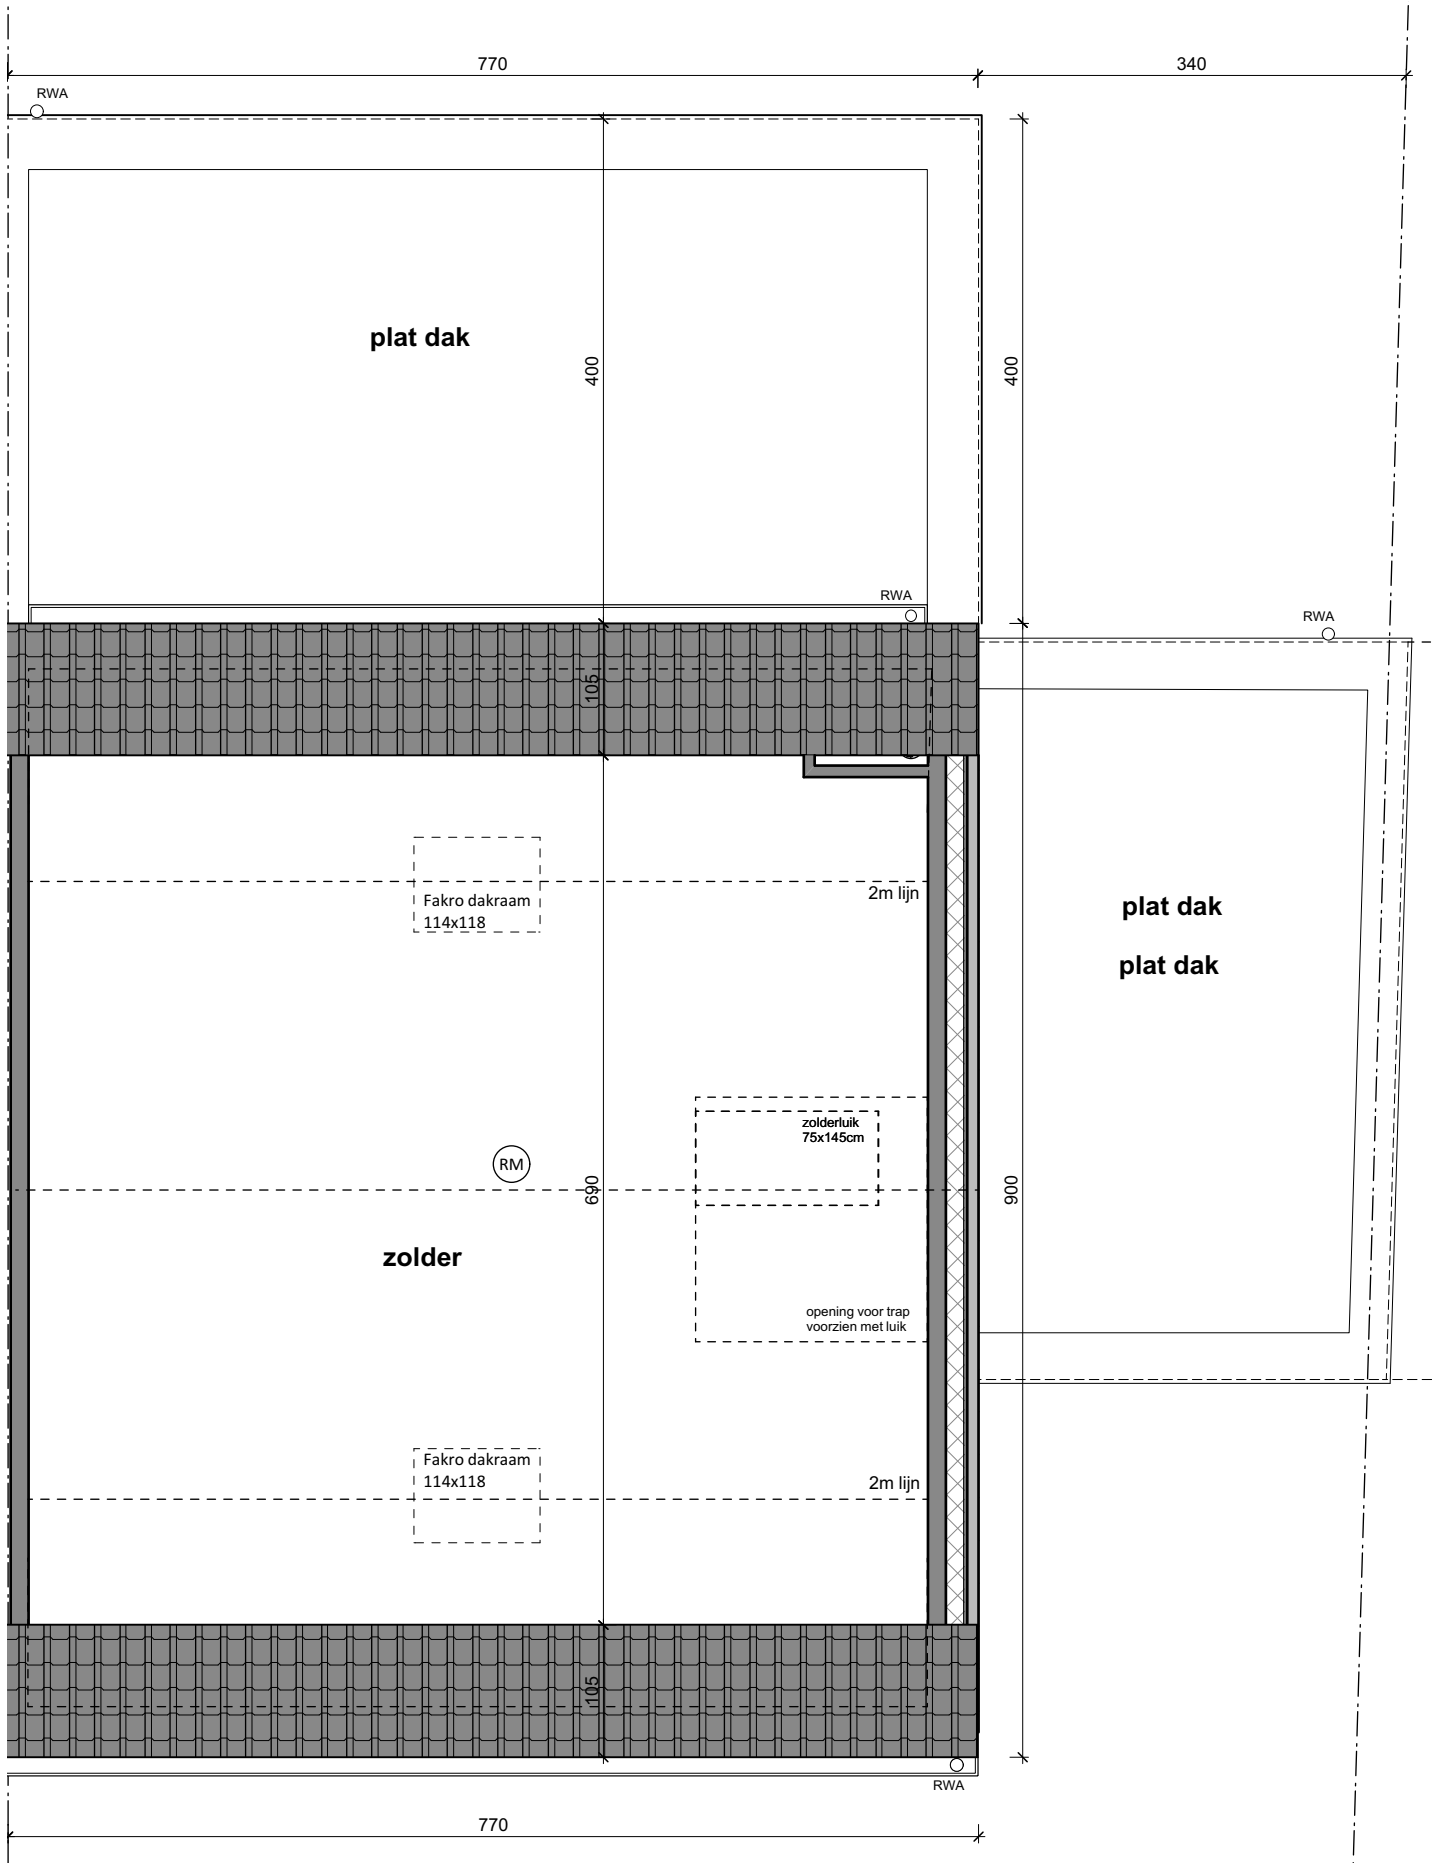 770
340
RWA
plat dak
400
400
RWA
RWA
105
Fakro dakraam
114x118
2m lijn
plat dak
plat dak
zolderluik
75x145cm
RM
690
900
zolder
opening voor trap
voorzien met luik
Fakro dakraam
114x118
2m lijn
105
RWA
770